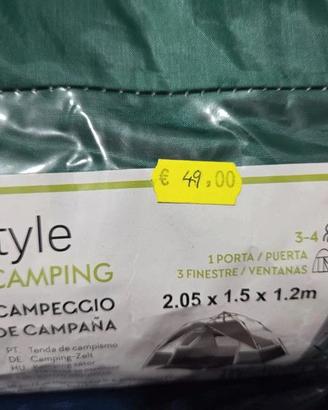 € 49.00
tyle
CAMPING
CAMPEGGIO
DE CAMPAÑA
PT. Tenda de campismo
DE. Camping-Zelt
HU.
3-4
1 PORTA / PUERTA
3 FINESTRE / VENTANAS
2.05 x 1.5 x 1.2m